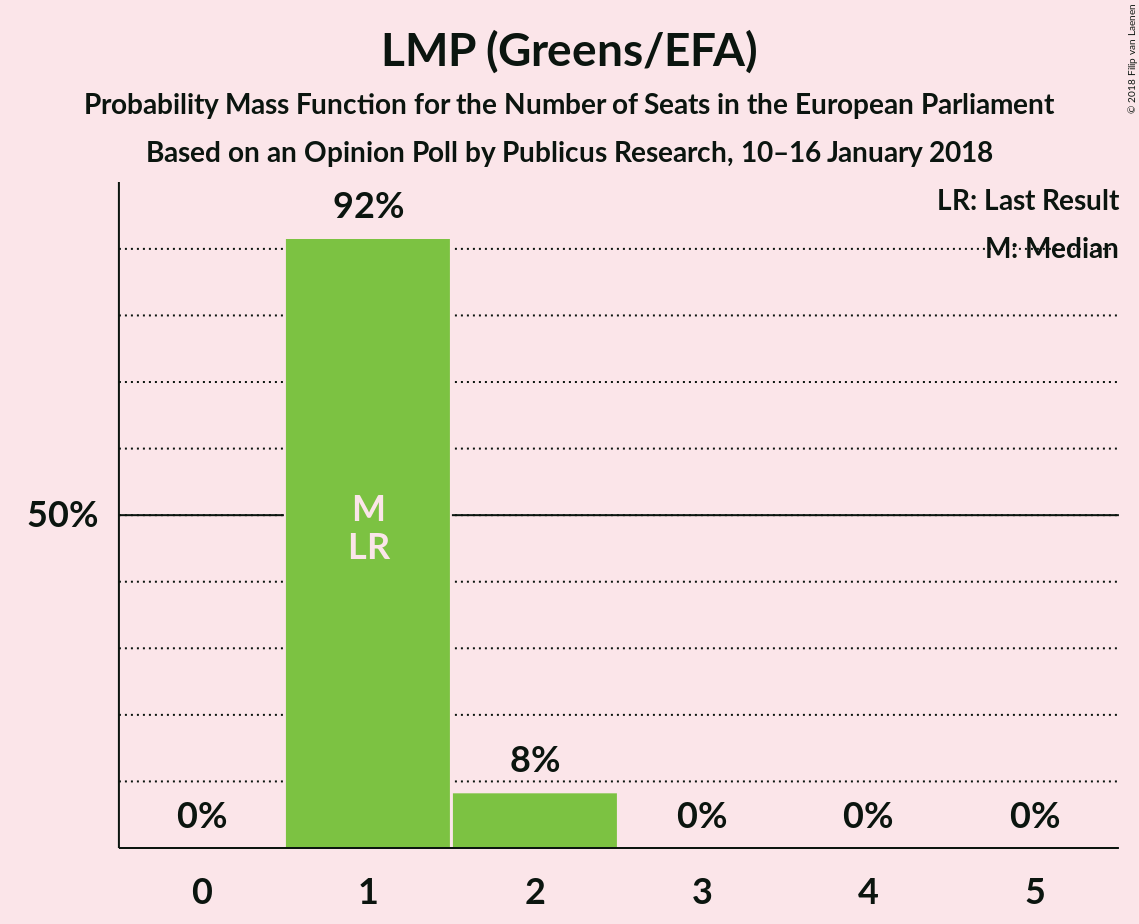 LMP (Greens/EFA)
Probability Mass Function for the Number of Seats in the European Parliament
Based on an Opinion Poll by Publicus Research, 10–16 January 2018
© 2018 Filip van Laenen
LR: Last Result
M: Median
92%
50%
M
LR
8%
0%
0%
0%
0%
0
1
2
3
4
5